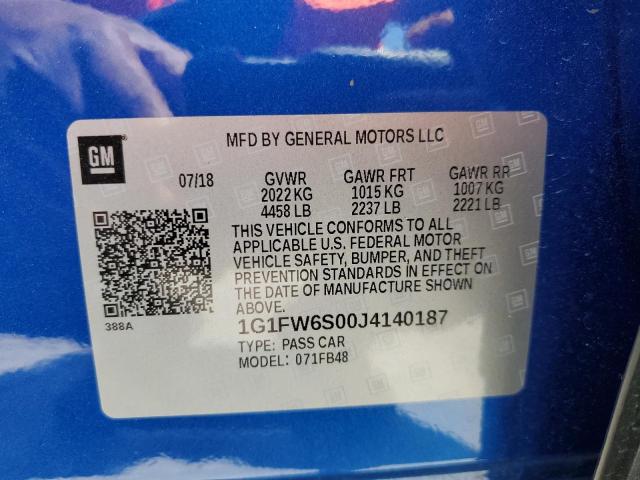 GM
MFD BY GENERAL MOTORS LLC
07/18 GVWR GAWR FRT GAWR RR
2022 KG 1015 KG 1007 KG
4458 LB 2237 LB 2221 LB
THIS VEHICLE CONFORMS TO ALL
APPLICABLE U.S. FEDERAL MOTOR
VEHICLE SAFETY, BUMPER, AND THEFT
PREVENTION STANDARDS IN EFFECT ON
THE DATE OF MANUFACTURE SHOWN
ABOVE.
388A
1G1FW6S00J4140187
TYPE: PASS CAR
MODEL: 071FB48